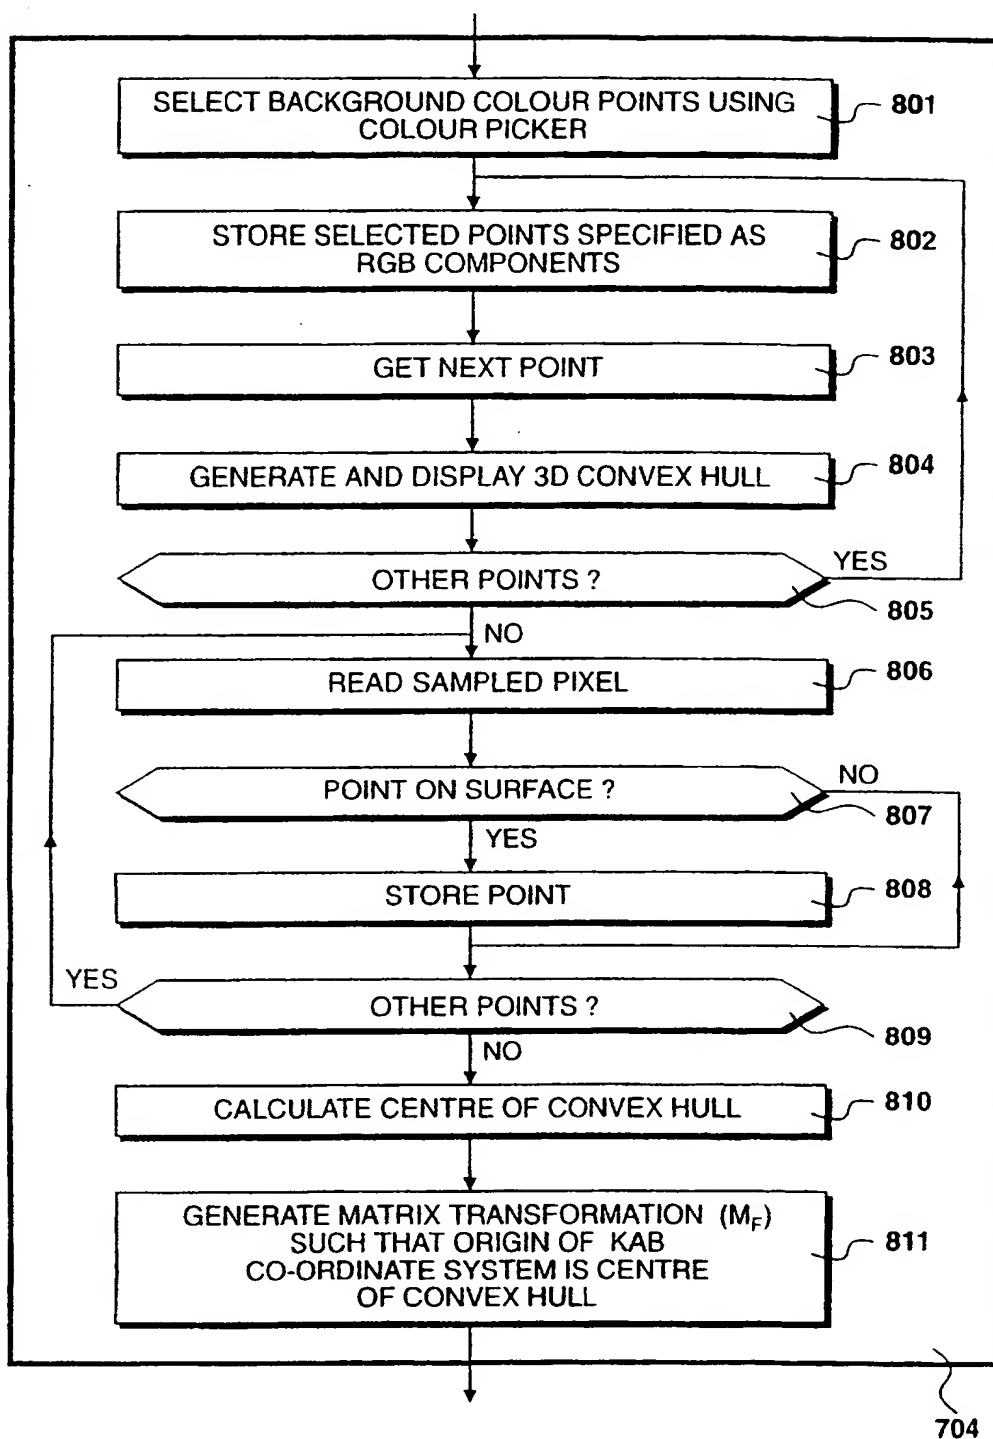 SELECT BACKGROUND COLOUR POINTS USING
COLOUR PICKER
801
STORE SELECTED POINTS SPECIFIED AS
RGB COMPONENTS
802
GET NEXT POINT
803
GENERATE AND DISPLAY 3D CONVEX HULL
804
OTHER POINTS ?
YES
805
NO
READ SAMPLED PIXEL
806
POINT ON SURFACE ?
NO
807
YES
STORE POINT
808
YES
OTHER POINTS ?
809
NO
CALCULATE CENTRE OF CONVEX HULL
810
GENERATE MATRIX TRANSFORMATION (MF)
SUCH THAT ORIGIN OF KAB
CO-ORDINATE SYSTEM IS CENTRE
OF CONVEX HULL
811
704